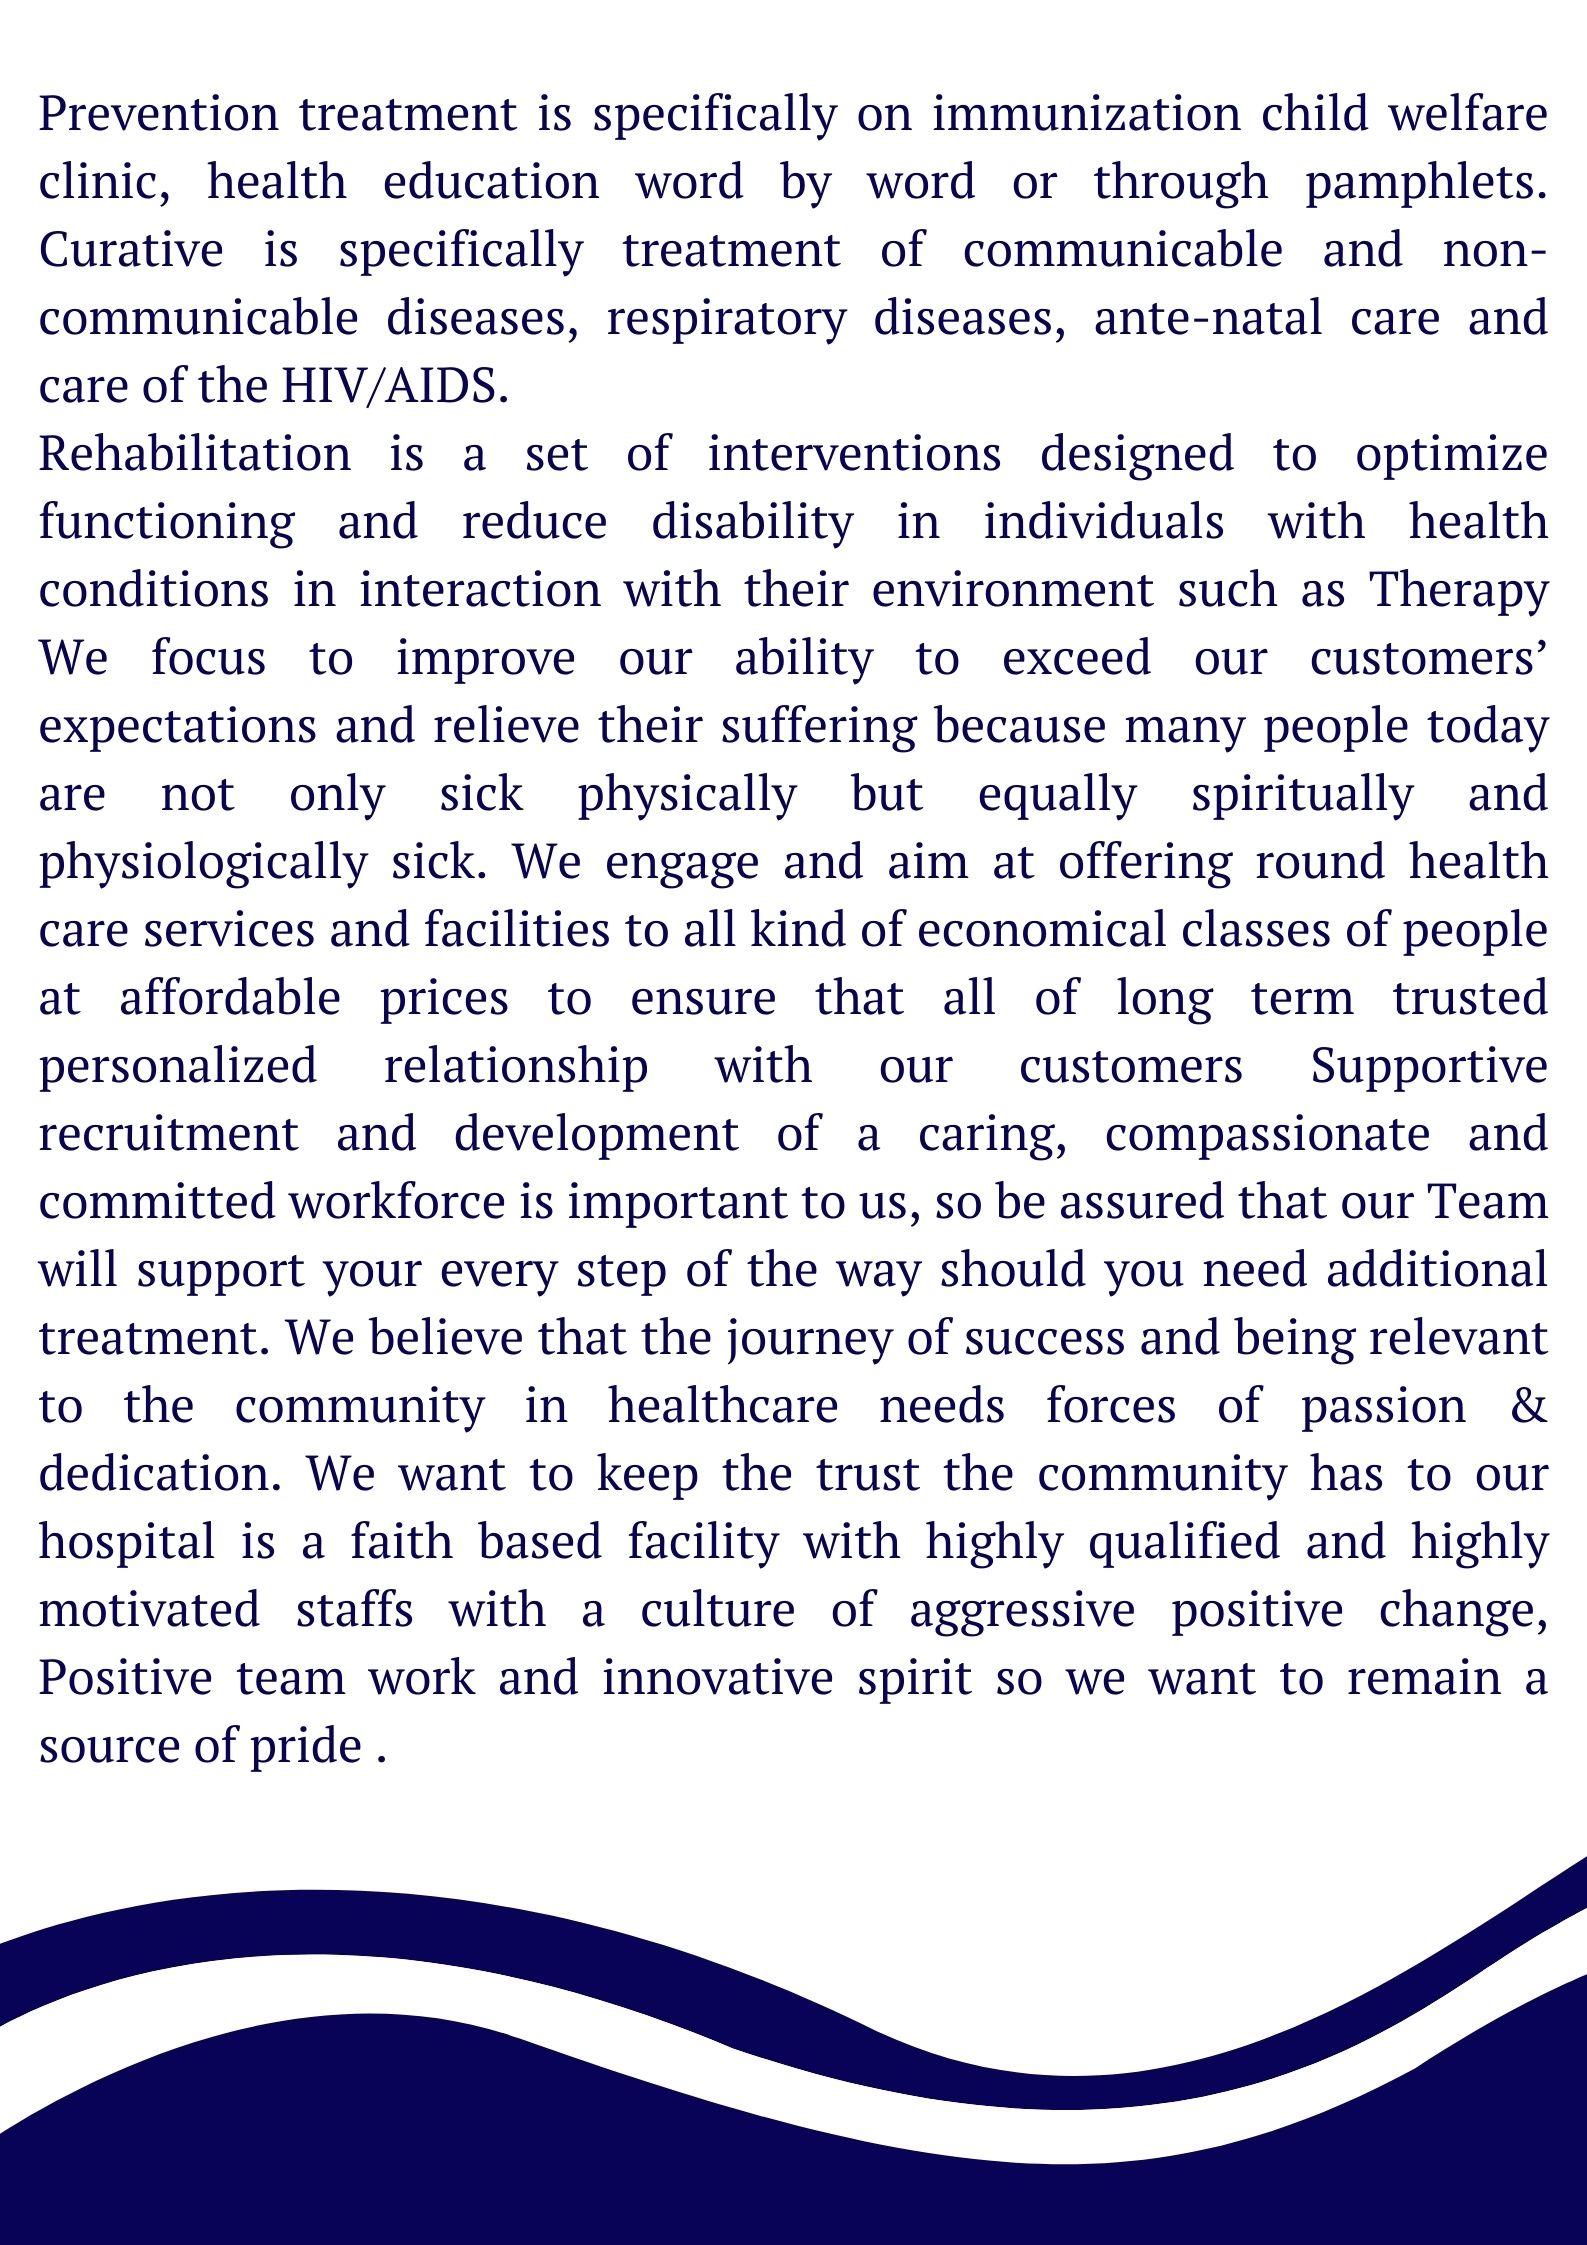 Prevention treatment is specifically on immunization child welfare
clinic, health education word by word or through pamphlets.
Curative is specifically treatment of communicable and non-
communicable diseases, respiratory diseases, ante-natal care and
care of the HIV/AIDS.
Rehabilitation is a set of interventions designed to optimize
functioning and reduce disability in individuals with health
conditions in interaction with their environment such as Therapy
We focus to improve our ability to exceed our customers’
expectations and relieve their suffering because many people today
are not only sick physically but equally spiritually and
physiologically sick. We engage and aim at offering round health
care services and facilities to all kind of economical classes of people
at affordable prices to ensure that all of long term trusted
personalized relationship with our customers Supportive
recruitment and development of a caring, compassionate and
committed workforce is important to us, so be assured that our Team
will support your every step of the way should you need additional
treatment. We believe that the journey of success and being relevant
to the community in healthcare needs forces of passion &
dedication. We want to keep the trust the community has to our
hospital is a faith based facility with highly qualified and highly
motivated staffs with a culture of aggressive positive change,
Positive team work and innovative spirit so we want to remain a
source of pride .